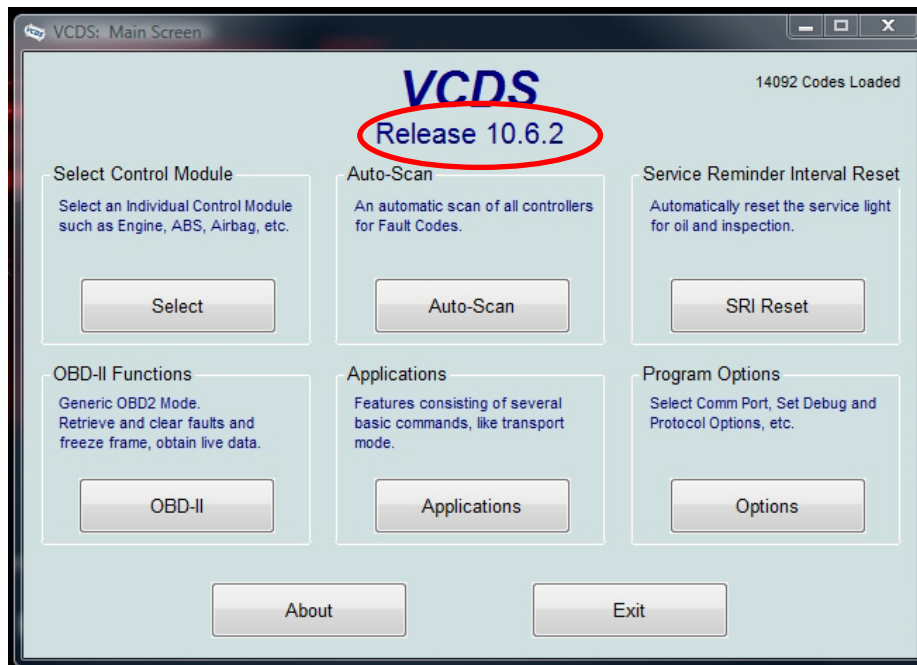 VCDS: Main Screen
VCDS
Release 10.6.2
14092 Codes Loaded
Select Control Module
Select an Individual Control Module
such as Engine, ABS, Airbag, etc.
Select
Auto-Scan
An automatic scan of all controllers
for Fault Codes.
Auto-Scan
Service Reminder Interval Reset
Automatically reset the service light
for oil and inspection.
SRI Reset
OBD-II Functions
Generic OBD2 Mode.
Retrieve and clear faults and
freeze frame, obtain live data.
OBD-II
Applications
Features consisting of several
basic commands, like transport
mode.
Applications
Program Options
Select Comm Port, Set Debug and
Protocol Options, etc.
Options
About
Exit